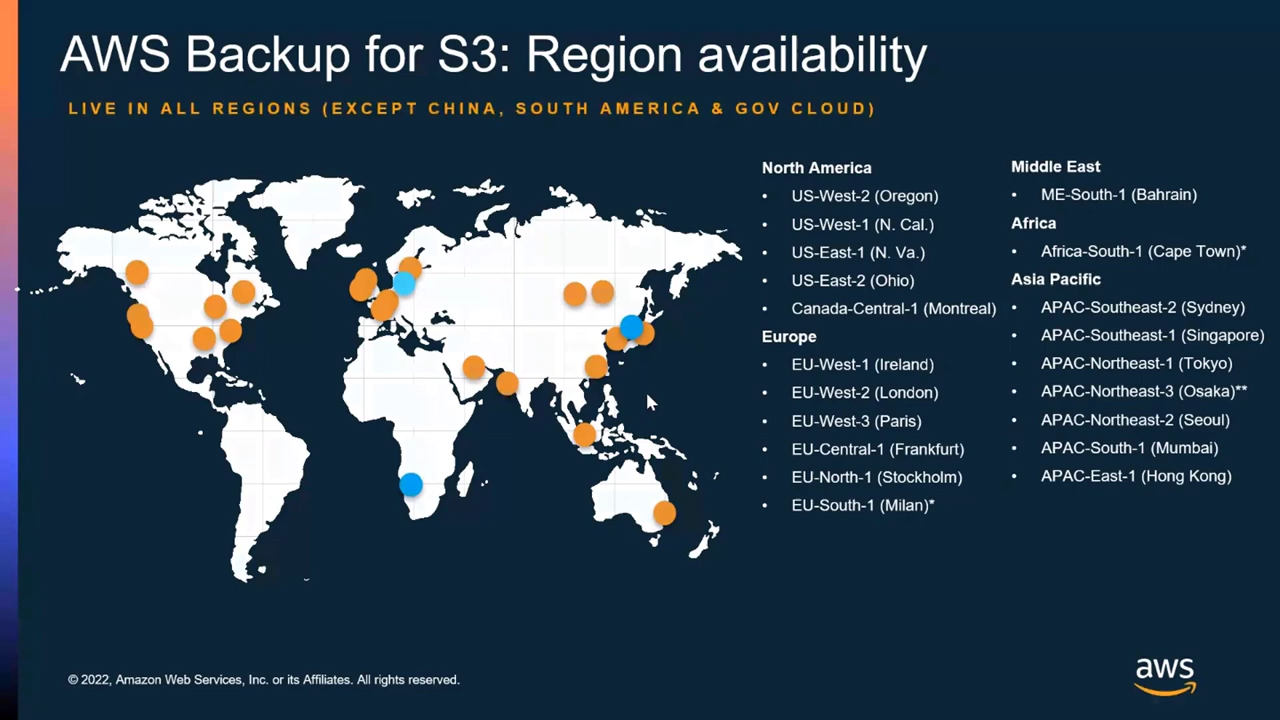 AWS Backup for S3: Region availability
LIVE IN ALL REGIONS (EXCEPT CHINA, SOUTH AMERICA & GOV CLOUD)
North America
• US-West-2 (Oregon)
• US-West-1 (N. Cal.)
• US-East-1 (N. Va.)
• US-East-2 (Ohio)
• Canada-Central-1 (Montreal)
Europe
• EU-West-1 (Ireland)
• EU-West-2 (London)
• EU-West-3 (Paris)
• EU-Central-1 (Frankfurt)
• EU-North-1 (Stockholm)
• EU-South-1 (Milan)*
Middle East
• ME-South-1 (Bahrain)
Africa
• Africa-South-1 (Cape Town)*
Asia Pacific
• APAC-Southeast-2 (Sydney)
• APAC-Southeast-1 (Singapore)
• APAC-Northeast-1 (Tokyo)
• APAC-Northeast-3 (Osaka)**
• APAC-Northeast-2 (Seoul)
• APAC-South-1 (Mumbai)
• APAC-East-1 (Hong Kong)
© 2022, Amazon Web Services, Inc. or its Affiliates. All rights reserved.
aws